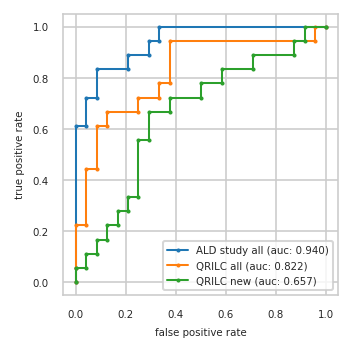 true positive rate
1.0
0.8
0.6
0.4
0.2
0.0
ALD study all (auc: 0.940)
QRILC all (auc: 0.822)
QRILC new (auc: 0.657)
0.0 0.2 0.4 0.6 0.8 1.0
false positive rate